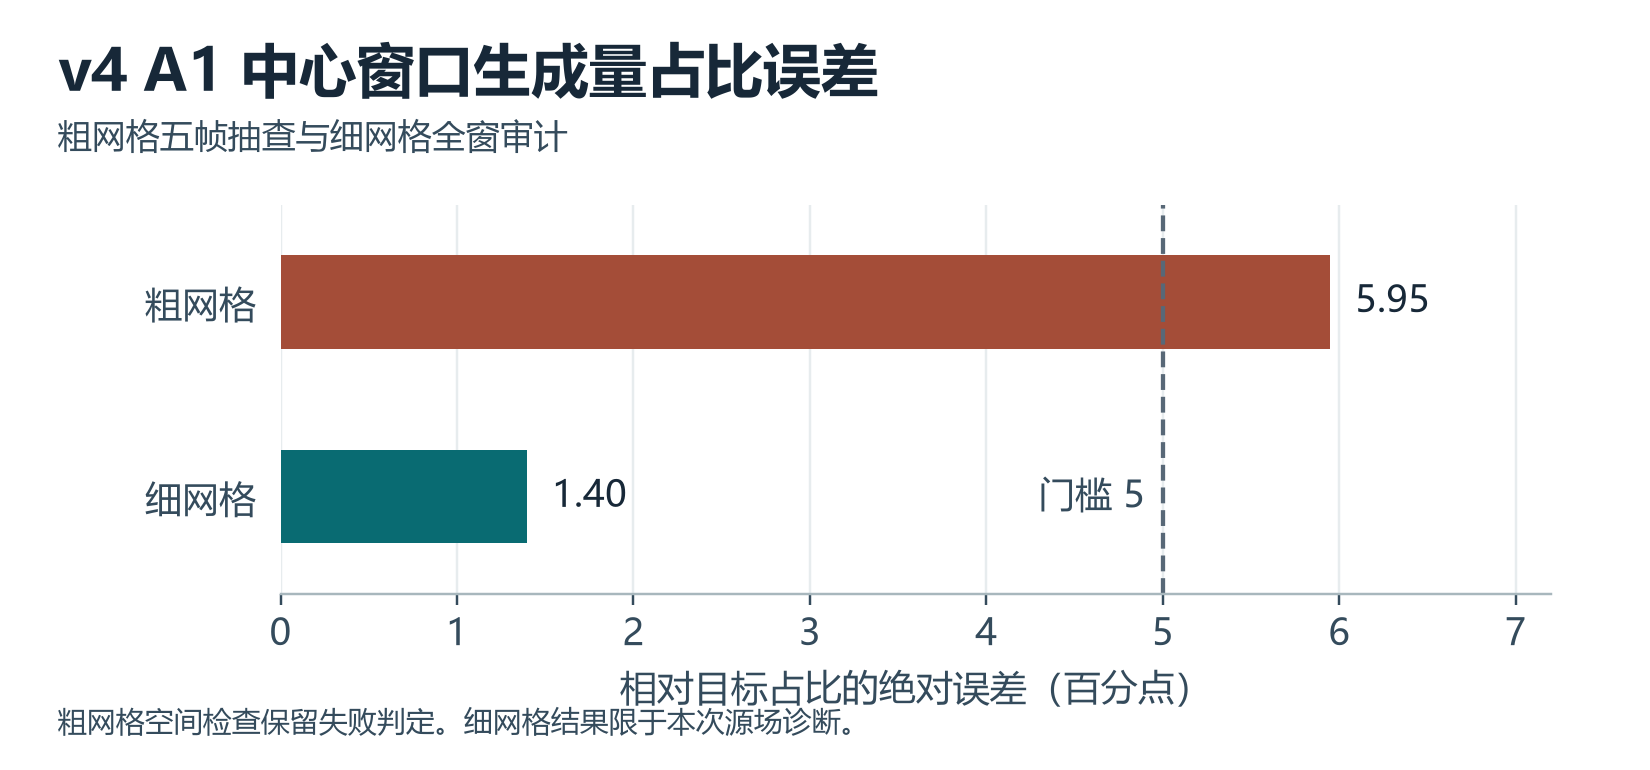 v4 A1 中心窗口生成量占比误差
粗网格五帧抽查与细网格全窗审计
粗网格
5.95
细网格
1.40
门槛 5
0 1 2 3 4 5 6 7
相对目标占比的绝对误差（百分点）
粗网格空间检查保留失败判定。细网格结果限于本次源场诊断。